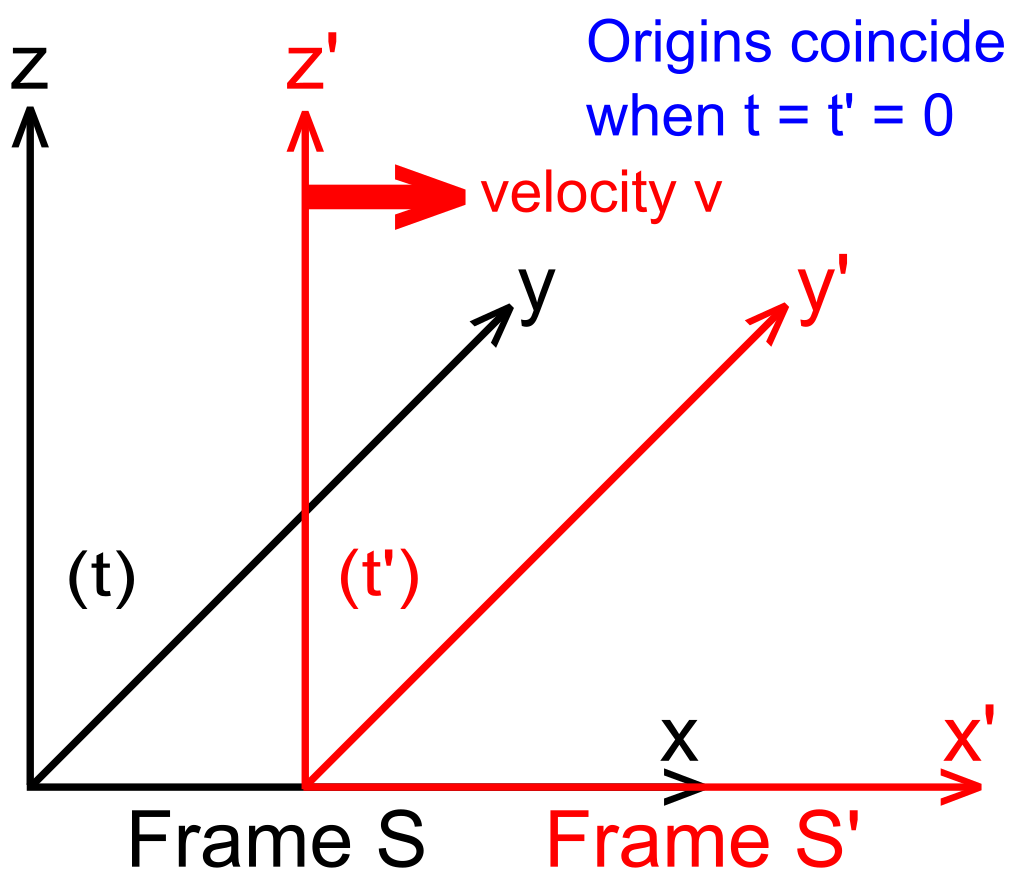 z
z'
Origins coincide
when t = t' = 0
velocity v
y
y'
(t)
(t')
x
x'
Frame S
Frame S'